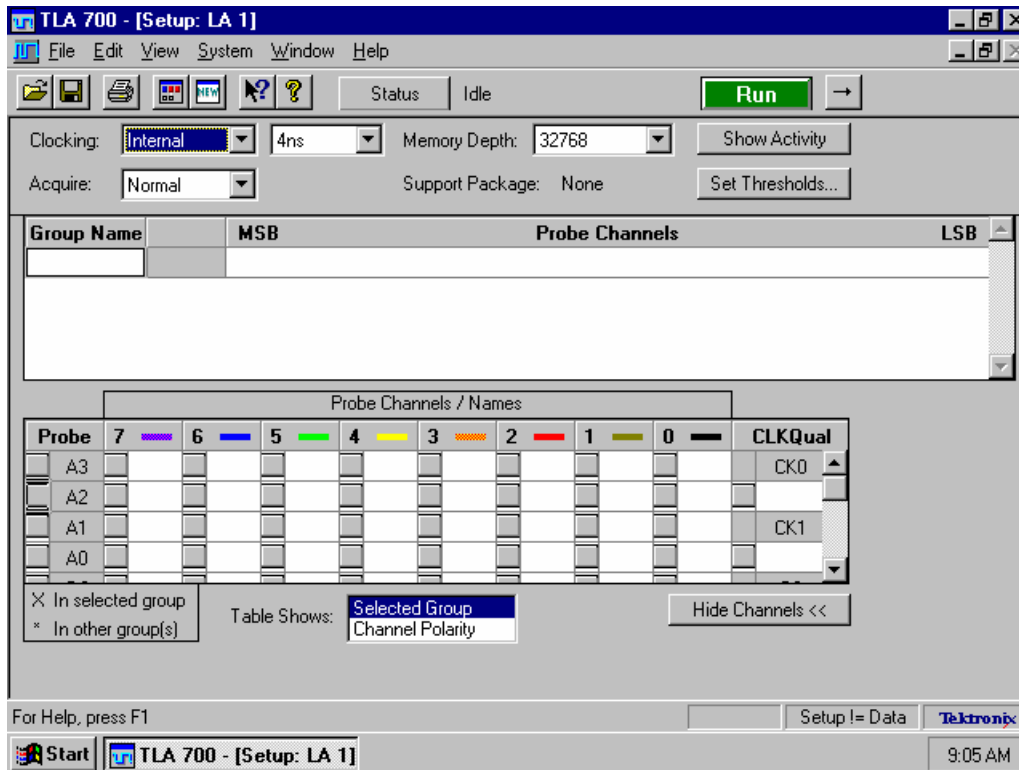 TLA 700 - [Setup: LA 1]
File Edit View System Window Help
NEW Status Idle Run
Clocking: Internal 4ns Memory Depth: 32768 Show Activity
Acquire: Normal Support Package: None Set Thresholds...
Group Name MSB Probe Channels LSB
Probe Channels / Names
Probe 7 6 5 4 3 2 1 0 CLKQual
A3 CK0
A2
A1 CK1
A0
X In selected group
* In other group(s)
Table Shows: Selected Group
Channel Polarity
Hide Channels <<
For Help, press F1 Setup != Data Tektronix
Start TLA 700 - [Setup: LA 1] 9:05 AM